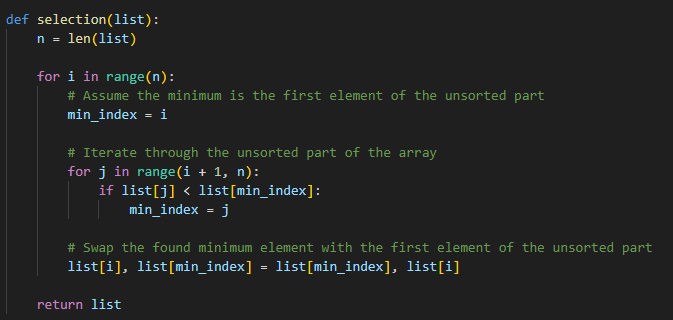 def selection(list):
    n = len(list)

    for i in range(n):
        # Assume the minimum is the first element of the unsorted part
        min_index = i

        # Iterate through the unsorted part of the array
        for j in range(i + 1, n):
            if list[j] < list[min_index]:
                min_index = j

        # Swap the found minimum element with the first element of the unsorted part
        list[i], list[min_index] = list[min_index], list[i]

    return list